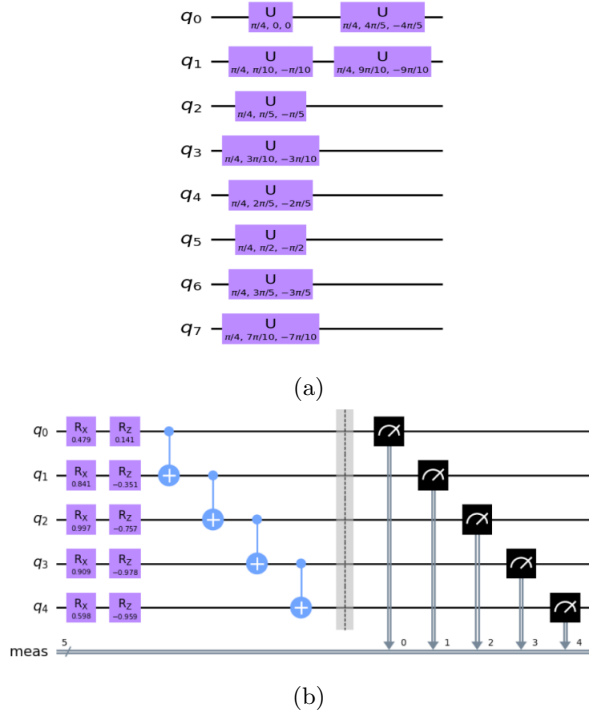 q0 U U
π/4, 0, 0 π/4, 4π/5, −4π/5
q1 U U
π/4, π/10, −π/10 π/4, 9π/10, −9π/10
q2 U
π/4, π/5, −π/5
q3 U
π/4, 3π/10, −3π/10
q4 U
π/4, 2π/5, −2π/5
q5 U
π/4, π/2, −π/2
q6 U
π/4, 3π/5, −3π/5
q7 U
π/4, 7π/10, −7π/10
(a)
q0 RX RZ
0.479 0.141
q1 RX RZ
0.841 −0.351
q2 RX RZ
0.997 −0.757
q3 RX RZ
0.909 −0.978
q4 RX RZ
0.598 −0.959
meas 5 0 1 2 3 4
(b)